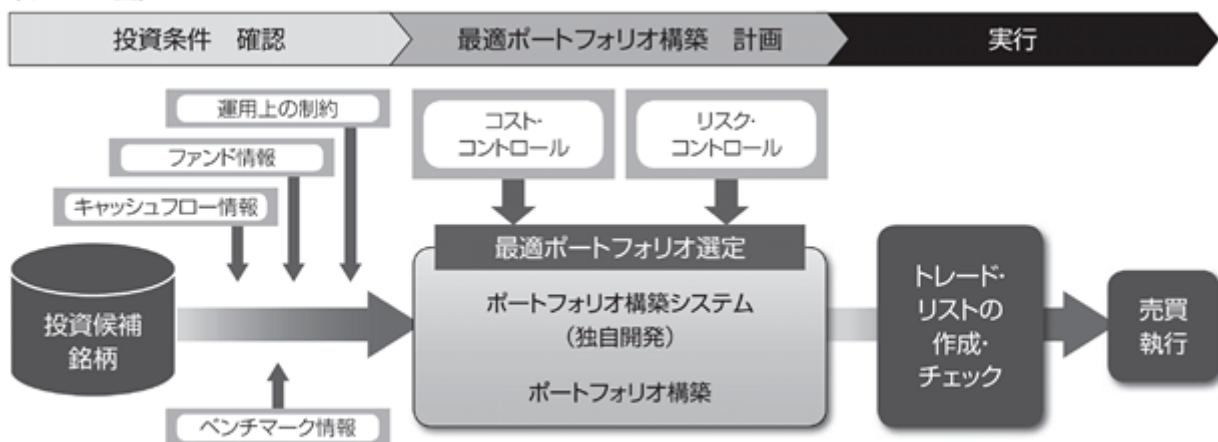 投資条件 確認
最適ポートフォリオ構築 計画
実行
運用上の制約
ファンド情報
キャッシュフロー情報
コスト・
コントロール
リスク・
コントロール
投資候補
銘柄
最適ポートフォリオ選定
ポートフォリオ構築システム
(独自開発)
ポートフォリオ構築
トレード・
リストの
作成・
チェック
売買
執行
ベンチマーク情報